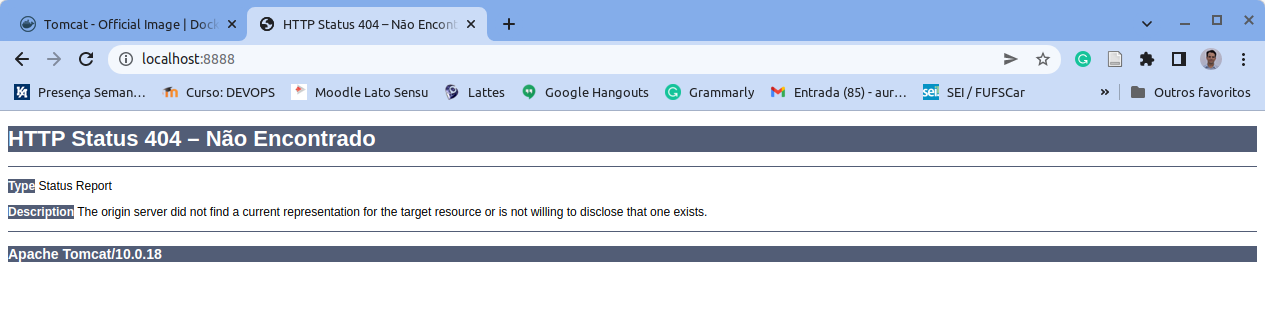 Tomcat - Official Image | Dock
HTTP Status 404 – Não Encont
localhost:8888
Presença Seman...
Curso: DEVOPS
Moodle Lato Sensu
Lattes
Google Hangouts
Grammarly
Entrada (85) - aur...
sei!
SEI / FUFSCar
»
Outros favoritos
HTTP Status 404 – Não Encontrado
Type Status Report
Description The origin server did not find a current representation for the target resource or is not willing to disclose that one exists.
Apache Tomcat/10.0.18